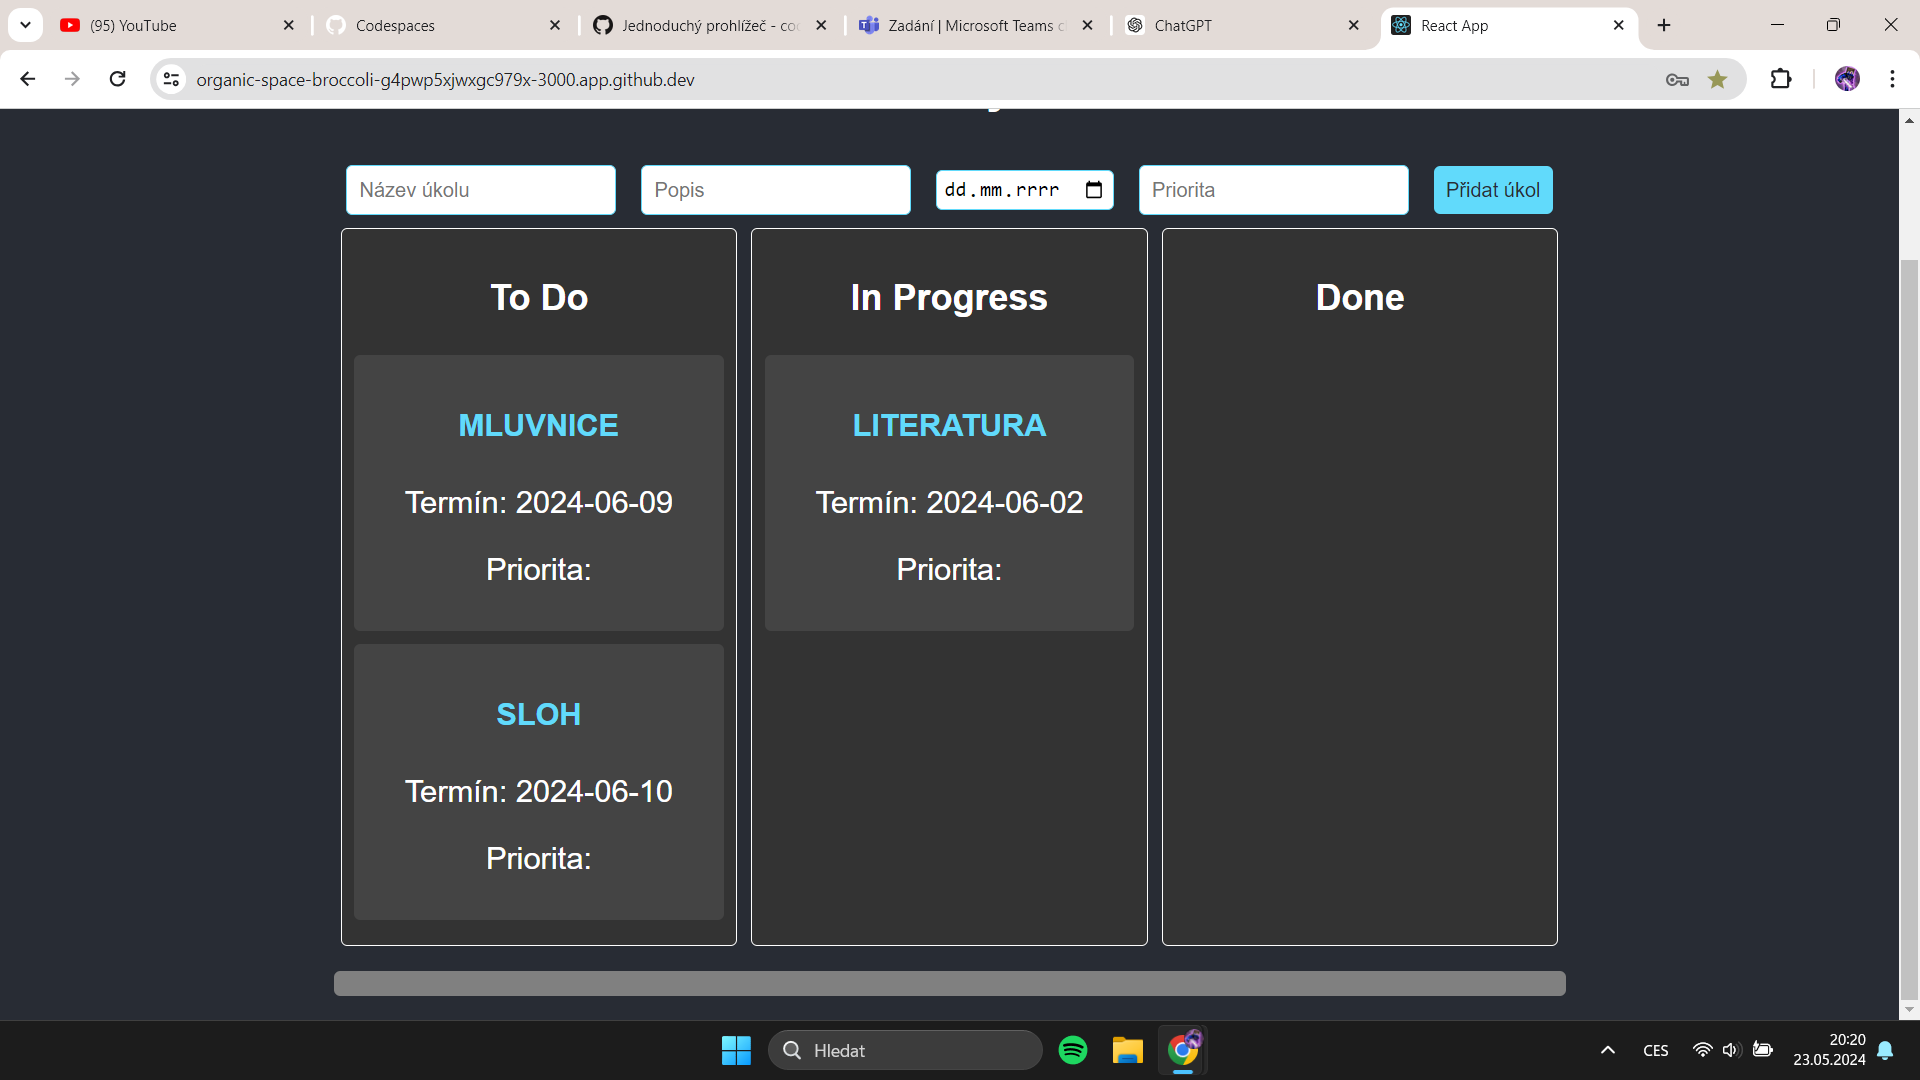 (95) YouTube
Codespaces
Jednoduchý prohlížeč - co
Zadání | Microsoft Teams c
ChatGPT
React App
organic-space-broccoli-g4pwp5xjwxgc979x-3000.app.github.dev
Název úkolu
Popis
dd.mm.rrrr
Priorita
Přidat úkol
To Do
MLUVNICE
Termín: 2024-06-09
Priorita:
SLOH
Termín: 2024-06-10
Priorita:
In Progress
LITERATURA
Termín: 2024-06-02
Priorita:
Done
Hledat
CES
20:20
23.05.2024